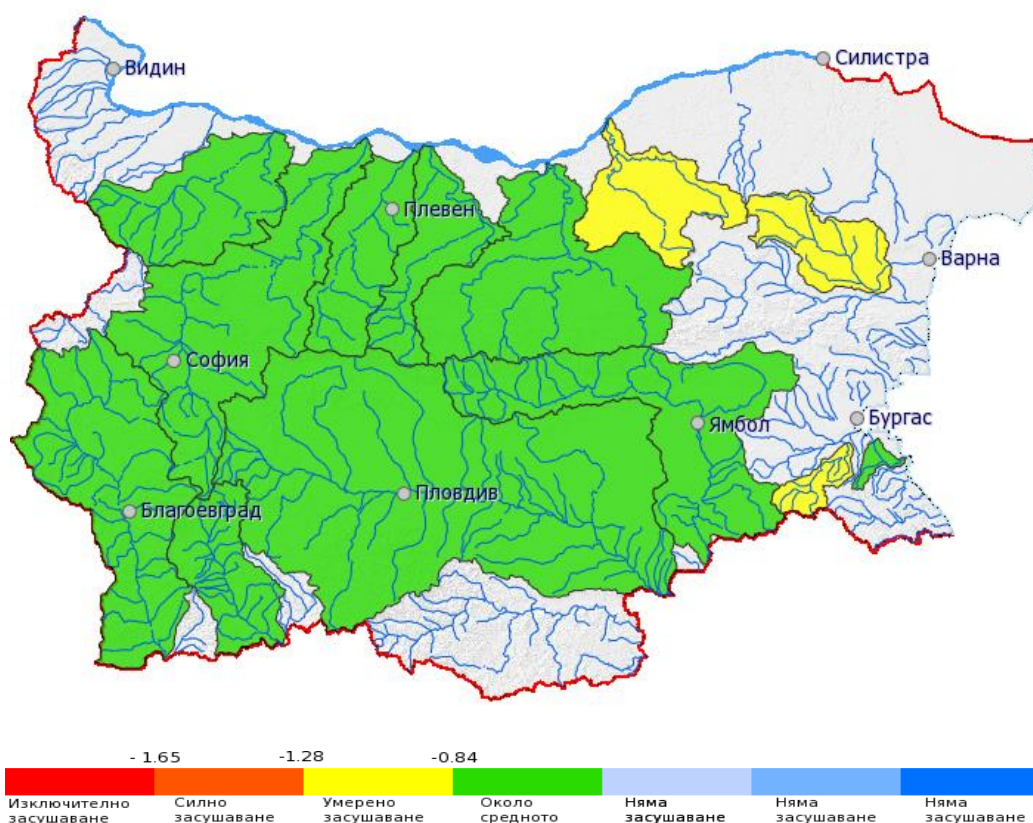 Силистра
Видин
Плевен
Варна
София
Бургас
Ямбол
Пловдив
Благоевград
- 1.65 -1.28 -0.84
Изключително Силно Умерено Около Няма Няма Няма
засушаване засушаване засушаване средното засушаване засушаване засушаване